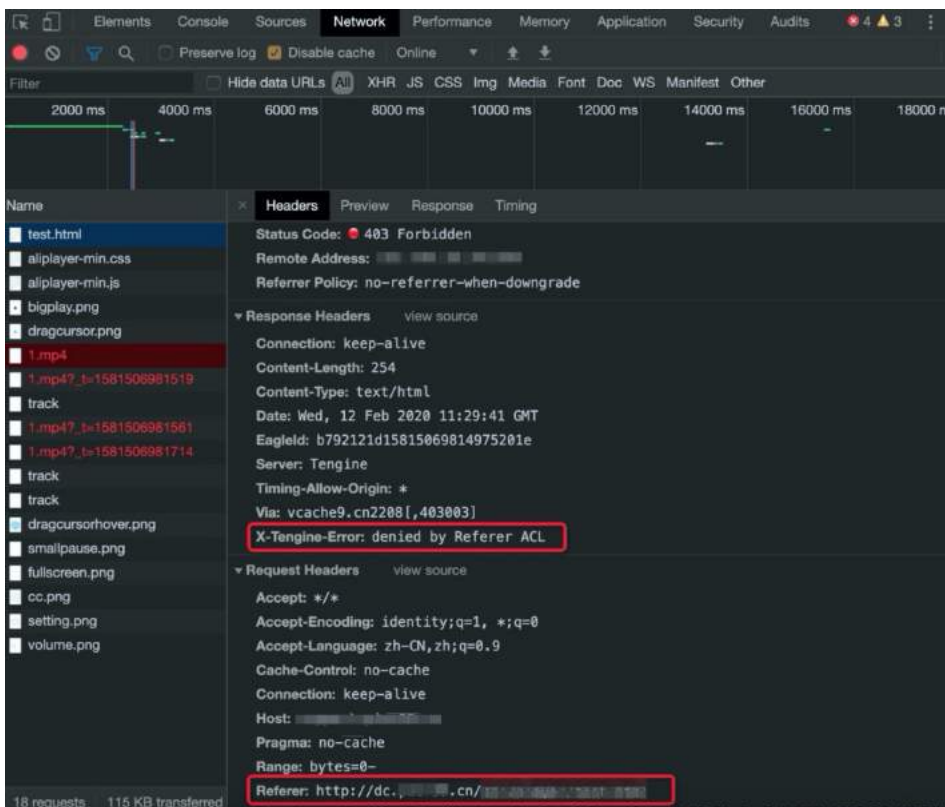 Elements Console Sources Network Performance Memory Application Security Audits 4 3
Preserve log Disable cache Online
Filter Hide data URLs All XHR JS CSS Img Media Font Doc WS Manifest Other
2000 ms 4000 ms 6000 ms 8000 ms 10000 ms 12000 ms 14000 ms 16000 ms 18000 m
Name × Headers Preview Response Timing
test.html
aliplayer-min.css
aliplayer-min.js
bigplay.png
dragcursor.png
1.mp4
1.mp4?_t=1581506981519
track
1.mp4?_t=1581506981561
1.mp4?_t=1581506981714
track
track
dragcursorhover.png
smallpause.png
fullscreen.png
cc.png
setting.png
volume.png
18 requests 115 KB transferred
Status Code: 403 Forbidden
Remote Address:
Referrer Policy: no-referrer-when-downgrade
Response Headers view source
Connection: keep-alive
Content-Length: 254
Content-Type: text/html
Date: Wed, 12 Feb 2020 11:29:41 GMT
EagleId: b792121d15815069814975201e
Server: Tengine
Timing-Allow-Origin: *
Via: vcache9.cn2208[,403003]
X-Tengine-Error: denied by Referer ACL
Request Headers view source
Accept: */*
Accept-Encoding: identity;q=1, *;q=0
Accept-Language: zh-CN,zh;q=0.9
Cache-Control: no-cache
Connection: keep-alive
Host:
Pragma: no-cache
Range: bytes=0-
Referer: http://dc. .cn/